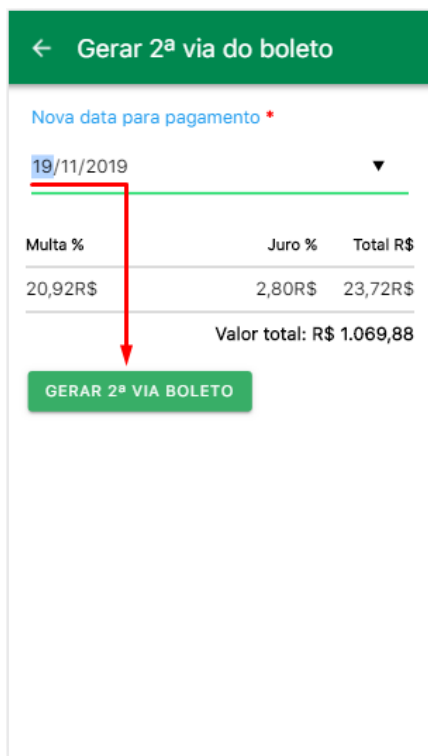 Gerar 2ª via do boleto
Nova data para pagamento *
19/11/2019
Multa % Juro % Total R$
20,92R$ 2,80R$ 23,72R$
Valor total: R$ 1.069,88
GERAR 2ª VIA BOLETO